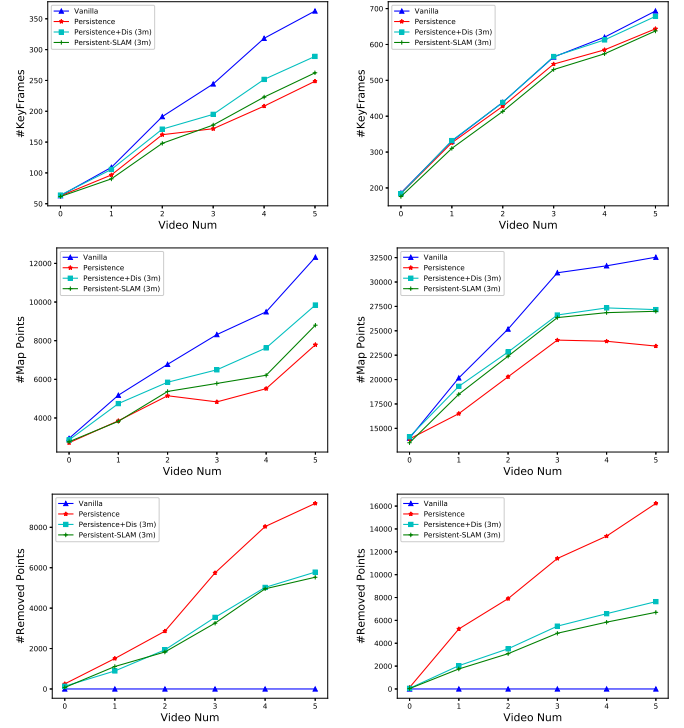 350
300
250
200
150
100
50
#KeyFrames
Vanilla
Persistence
Persistence+Dis (3m)
Persistent-SLAM (3m)
0 1 2 3 4 5
Video Num
700
600
500
400
300
200
#KeyFrames
Vanilla
Persistence
Persistence+Dis (3m)
Persistent-SLAM (3m)
0 1 2 3 4 5
Video Num
12000
10000
8000
6000
4000
#Map Points
Vanilla
Persistence
Persistence+Dis (3m)
Persistent-SLAM (3m)
0 1 2 3 4 5
Video Num
32500
30000
27500
25000
22500
20000
17500
15000
#Map Points
Vanilla
Persistence
Persistence+Dis (3m)
Persistent-SLAM (3m)
0 1 2 3 4 5
Video Num
8000
6000
4000
2000
0
#Removed Points
Vanilla
Persistence
Persistence+Dis (3m)
Persistent-SLAM (3m)
0 1 2 3 4 5
Video Num
16000
14000
12000
10000
8000
6000
4000
2000
0
#Removed Points
Vanilla
Persistence
Persistence+Dis (3m)
Persistent-SLAM (3m)
0 1 2 3 4 5
Video Num